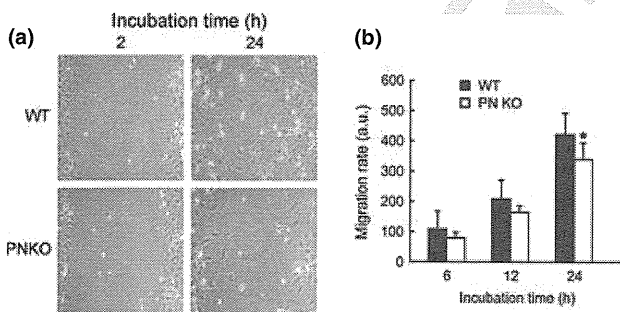 Incubation time (h)
(a) 2 24
WT
PNKO
(b)
600
500
400
300
200
100
0
Migration rate (a.u.)
WT
PN KO
*
6 12 24
Incubation time (h)